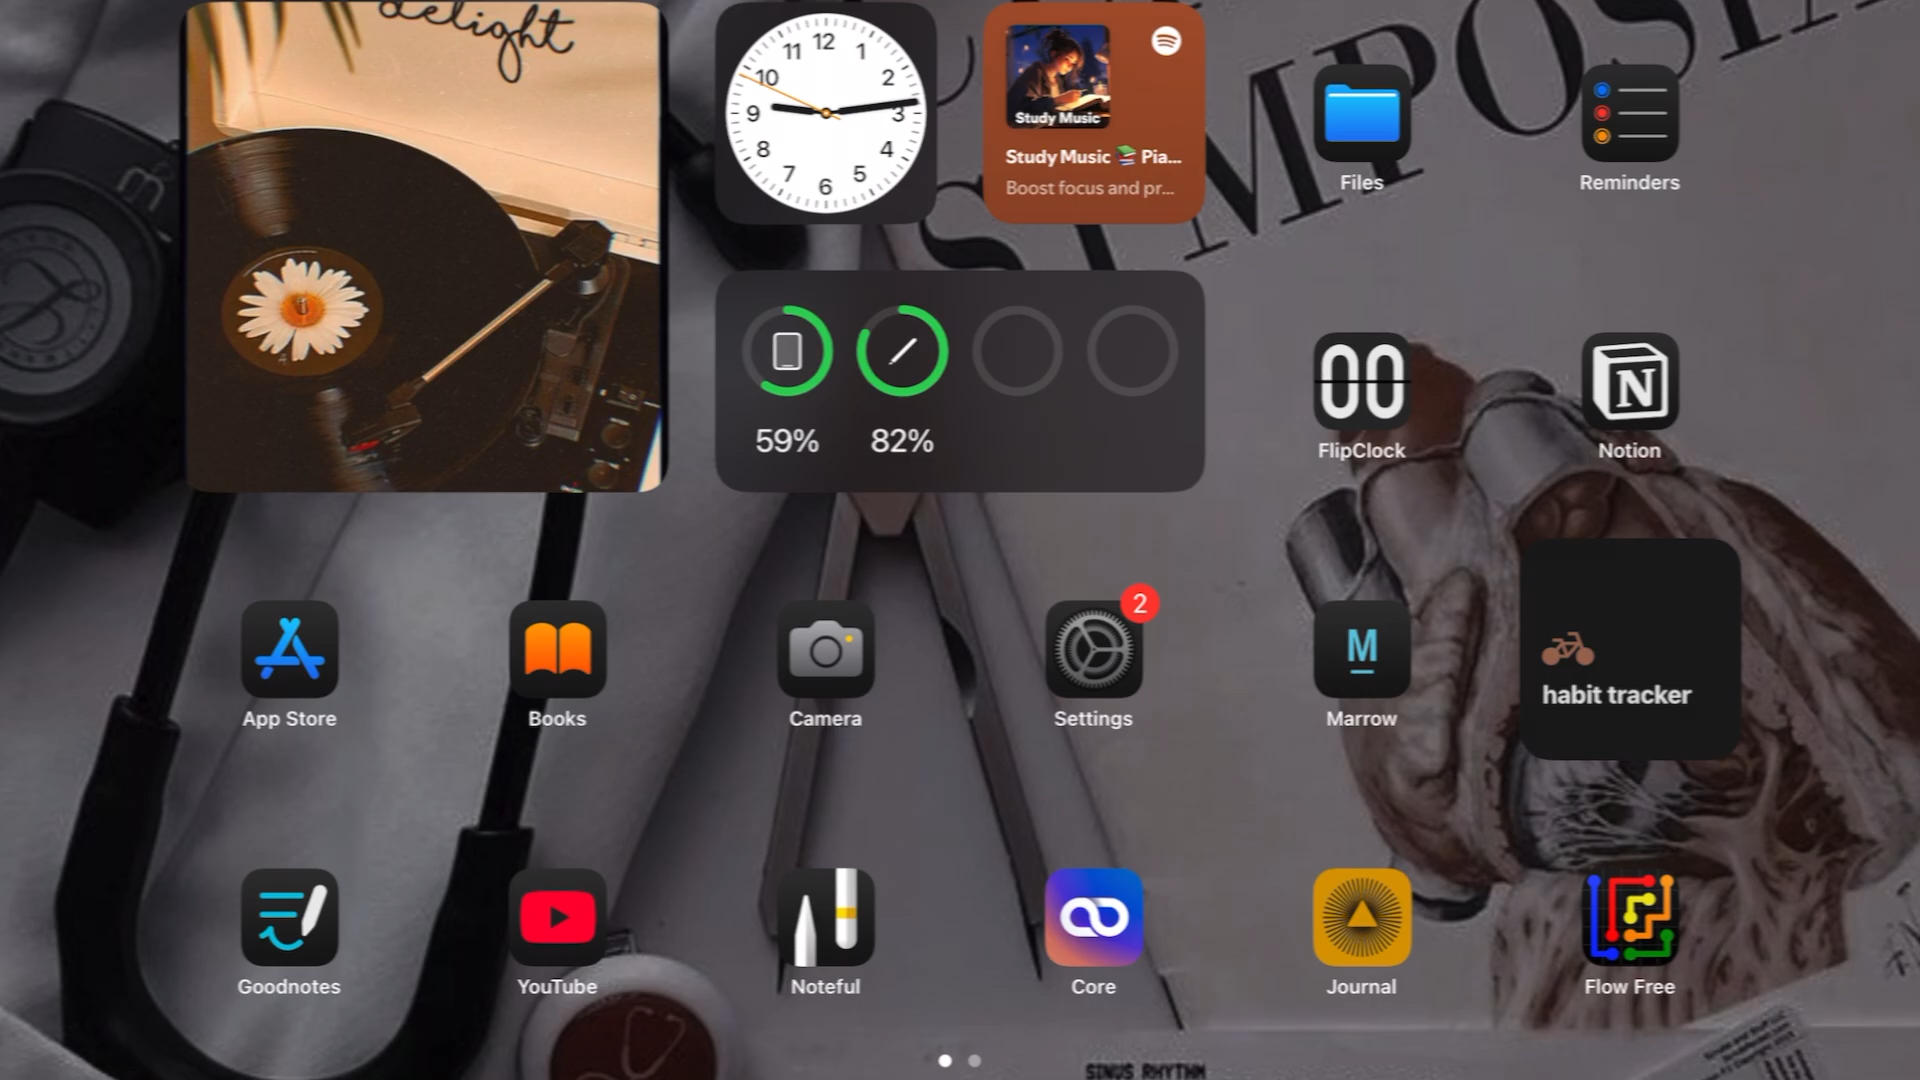 delight
12
11
1
10
2
9
3
8
4
7
5
6
Study Music
Study Music 📚 Pia...
Boost focus and pr...
Files
Reminders
59%
82%
00
FlipClock
N
Notion
2
App Store
Books
Camera
Settings
M
Marrow
habit tracker
Goodnotes
YouTube
Noteful
Core
Journal
Flow Free
SINUS RHYTHM